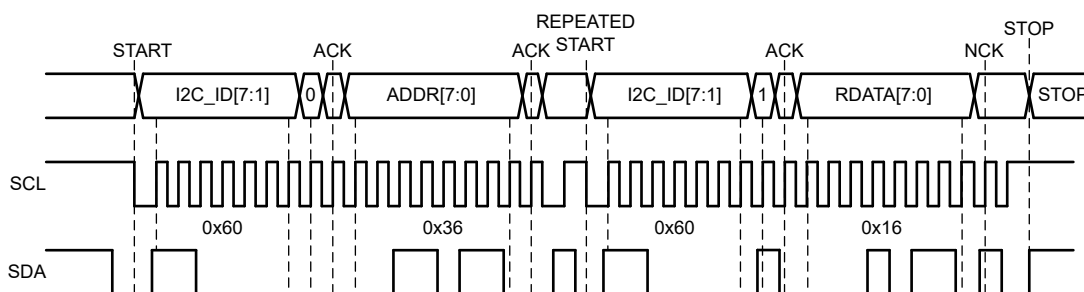 REPEATED
STOP
START ACK ACK START ACK NCK
I2C_ID[7:1] 0 ADDR[7:0] I2C_ID[7:1] 1 RDATA[7:0] STOP
SCL
0x60 0x36 0x60 0x16
SDA